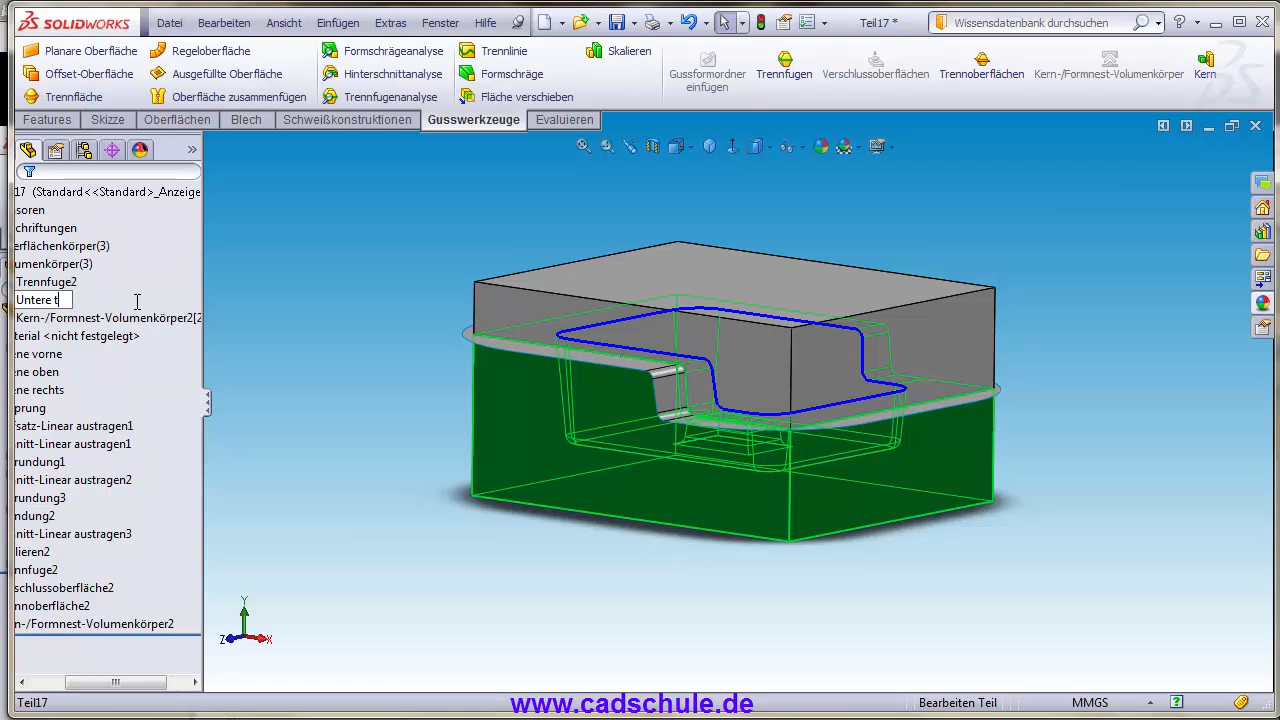 SOLIDWORKS Datei Bearbeiten Ansicht Einfügen Extras Fenster Hilfe Teil17 * Wissensdatenbank durchsuchen
Planare Oberfläche Regeloberfläche Formschrägeanalyse Trennlinie Skalieren
Offset-Oberfläche Ausgefüllte Oberfläche Hinterschnittanalyse Formschräge
Trennfläche Oberfläche zusammenfügen Trennfugenanalyse Fläche verschieben
Gussformordner einfügen Trennfugen Verschlussoberflächen Trennoberflächen Kern-/Formnest-Volumenkörper Kern
Features Skizze Oberflächen Blech Schweißkonstruktionen Gusswerkzeuge Evaluieren
17 (Standard<<Standard>_Anzeige
soren
chriftungen
erflächenkörper(3)
umenkörper(3)
Trennfuge2
Untere t
Kern-/Formnest-Volumenkörper2[2
terial <nicht festgelegt>
ene vorne
ene oben
ene rechts
prung
satz-Linear austragen1
nitt-Linear austragen1
rundung1
nitt-Linear austragen2
rundung3
ndung2
nitt-Linear austragen3
lieren2
nnfuge2
schlussoberfläche2
nnoberfläche2
n-/Formnest-Volumenkörper2
Y
Z
X
Teil17 www.cadschule.de Bearbeiten Teil MMGS